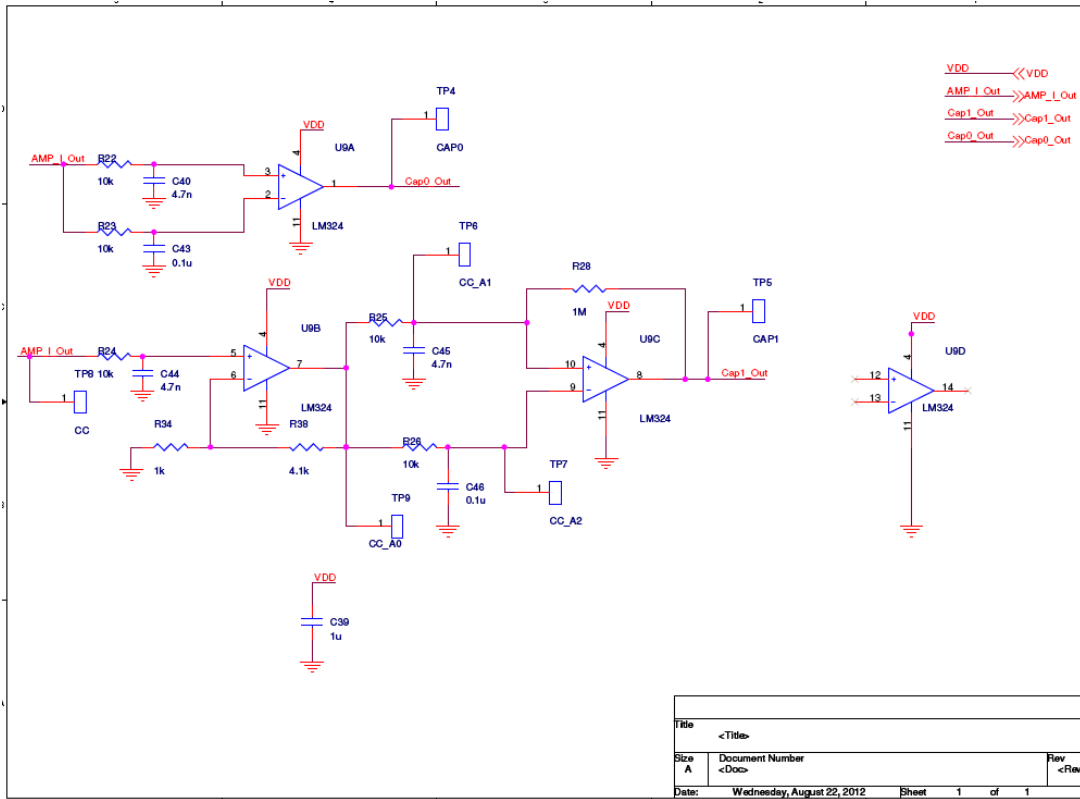 VDD
VDD
AMP_I_Out
AMP_I_Out
Cap1_Out
Cap1_Out
Cap0_Out
Cap0_Out
TP4
1
CAP0
VDD
U9A
4
AMP_I_Out
R22
10k
C40
4.7n
3
+
2
-
1
Cap0_Out
11
LM324
R23
10k
C43
0.1u
TP6
1
CC_A1
VDD
U9B
4
AMP_I_Out
R24
10k
C44
4.7n
TP8
1
CC
5
+
6
-
7
11
LM324
R25
10k
C45
4.7n
R28
1M
VDD
U9C
4
10
+
9
-
8
Cap1_Out
11
LM324
TP5
1
CAP1
VDD
U9D
4
12
+
13
-
14
LM324
11
R34
1k
R38
4.1k
R26
10k
C46
0.1u
TP7
1
CC_A2
TP9
1
CC_A0
VDD
C39
1u
Title
<Title>
Size
A
Document Number
<Doc>
Rev
Date:
Wednesday, August 22, 2012
Sheet
1
of
1